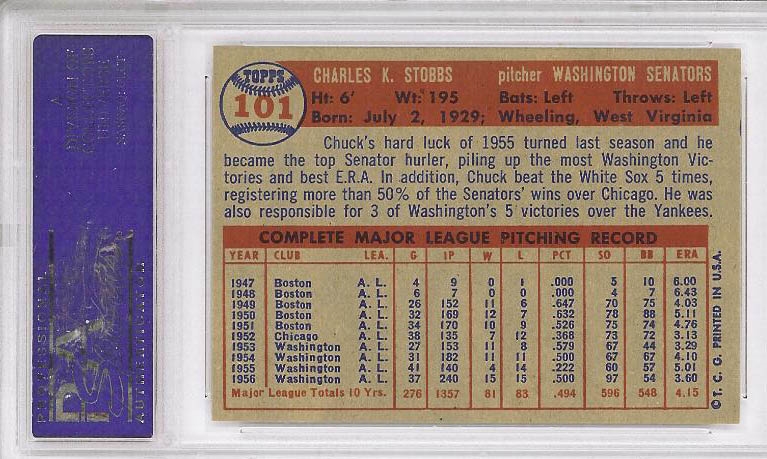 TOPPS
101
CHARLES K. STOBBS pitcher WASHINGTON SENATORS
Ht: 6' Wt: 195 Bats: Left Throws: Left
Born: July 2, 1929; Wheeling, West Virginia
Chuck's hard luck of 1955 turned last season and he
became the top Senator hurler, piling up the most Washington Vic-
tories and best E.R.A. In addition, Chuck beat the White Sox 5 times,
registering more than 50% of the Senators' wins over Chicago. He was
also responsible for 3 of Washington's 5 victories over the Yankees.
COMPLETE MAJOR LEAGUE PITCHING RECORD
YEAR CLUB LEA. G IP W L PCT SO BB ERA
1947 Boston A. L. 4 9 0 1 .000 5 10 6.00
1948 Boston A. L. 6 7 0 0 .000 4 7 6.43
1949 Boston A. L. 26 152 11 6 .647 70 75 4.03
1950 Boston A. L. 32 169 12 7 .632 78 88 5.11
1951 Boston A. L. 34 170 10 9 .526 75 74 4.76
1952 Chicago A. L. 38 135 7 12 .368 73 72 3.13
1953 Washington A. L. 27 153 11 8 .579 67 44 3.29
1954 Washington A. L. 31 182 11 11 .500 67 67 4.10
1955 Washington A. L. 41 140 4 14 .222 60 57 5.01
1956 Washington A. L. 37 240 15 15 .500 97 54 3.60
Major League Totals 10 Yrs. 276 1357 81 83 .494 596 548 4.15
© T. C. G. PRINTED IN U.S.A.
PSA